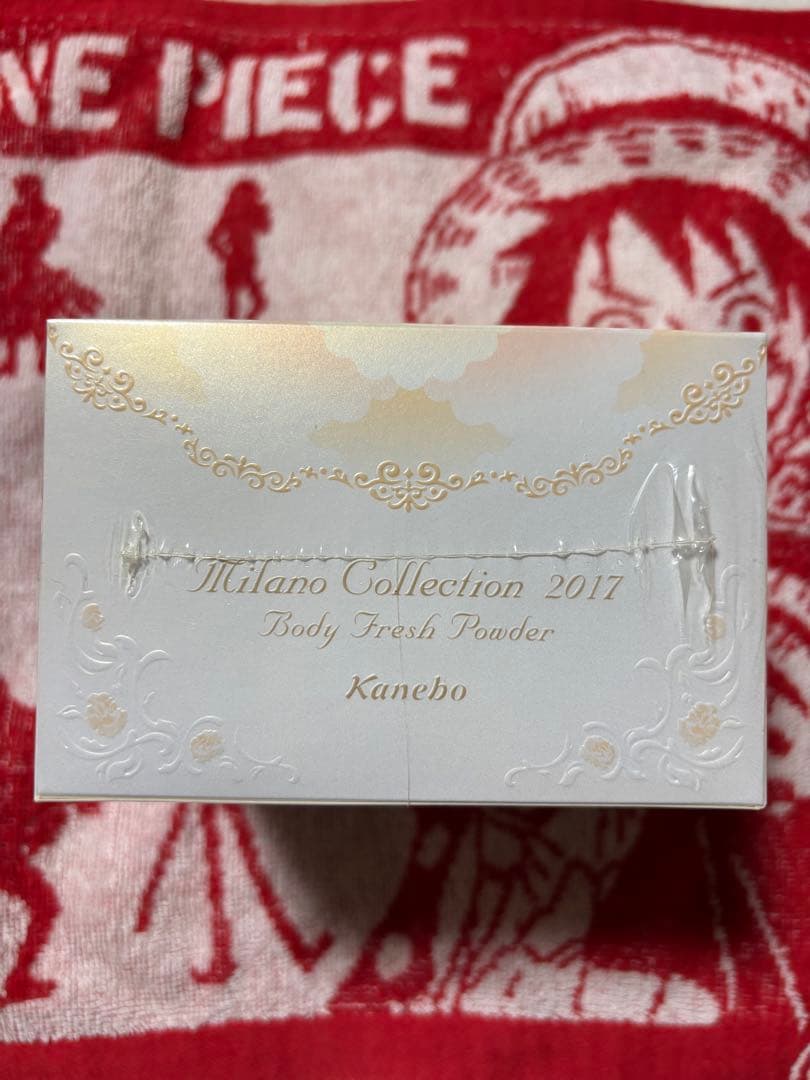 NE PIECE
Milano Collection 2017
Body Fresh Powder
Kanebo